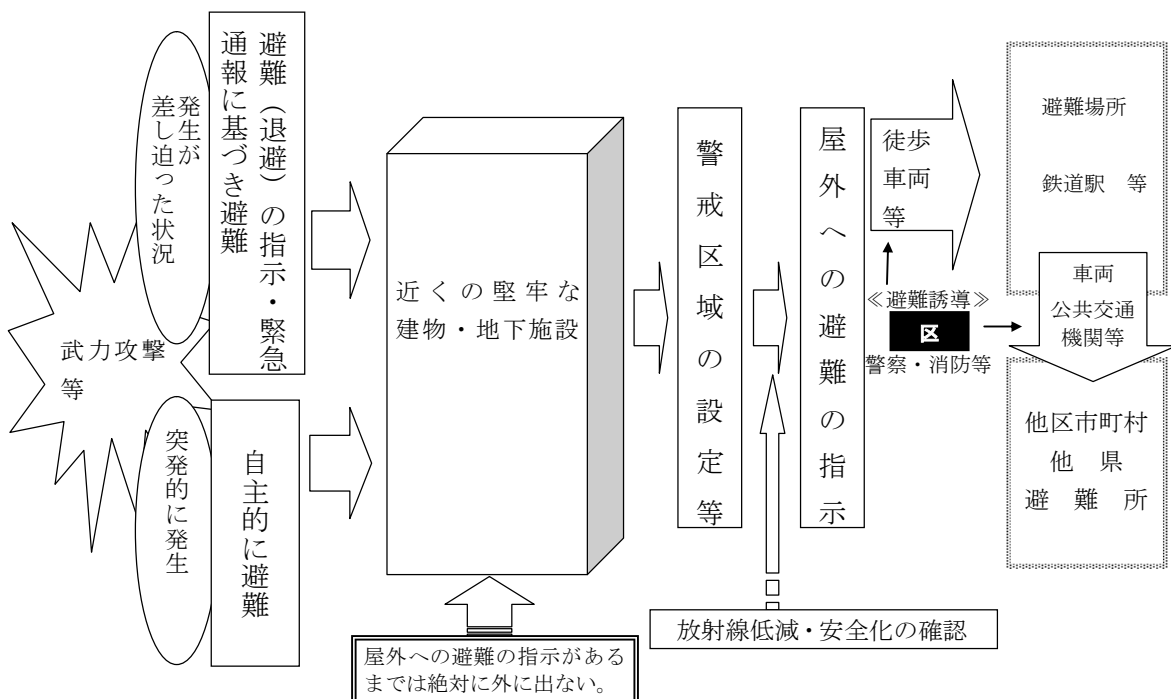 武力攻撃
等
発生が
差し迫った状況
避難（退避）の指示・緊急
通報に基づき避難
突発的に発生
自主的に避難
近くの堅牢な
建物・地下施設
屋外への避難の指示がある
までは絶対に外に出ない。
警戒区域の設定等
放射線低減・安全化の確認
屋外への避難の指示
徒歩
車両
等
≪避難誘導≫
区
警察・消防等
避難場所
鉄道駅　等
車両
公共交通
機関等
他区市町村
他　県
避　難　所